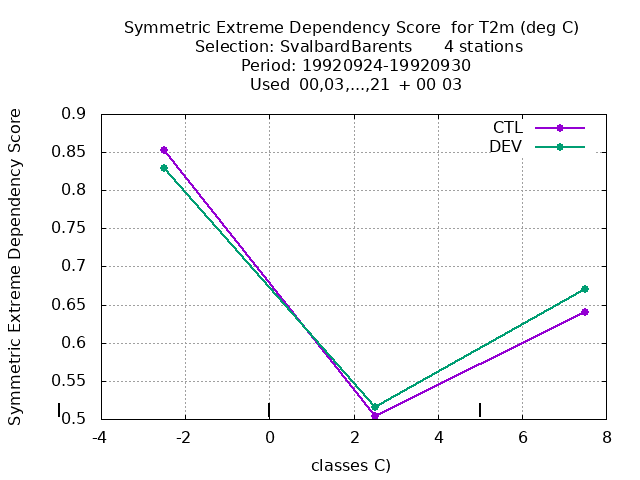 Symmetric Extreme Dependency Score  for T2m (deg C)
Selection: SvalbardBarents      4 stations
Period: 19920924-19920930
Used  00,03,...,21  + 00 03
Symmetric Extreme Dependency Score
CTL
DEV
0.9
0.85
0.8
0.75
0.7
0.65
0.6
0.55
0.5
-4 -2 0 2 4 6 8
classes C)